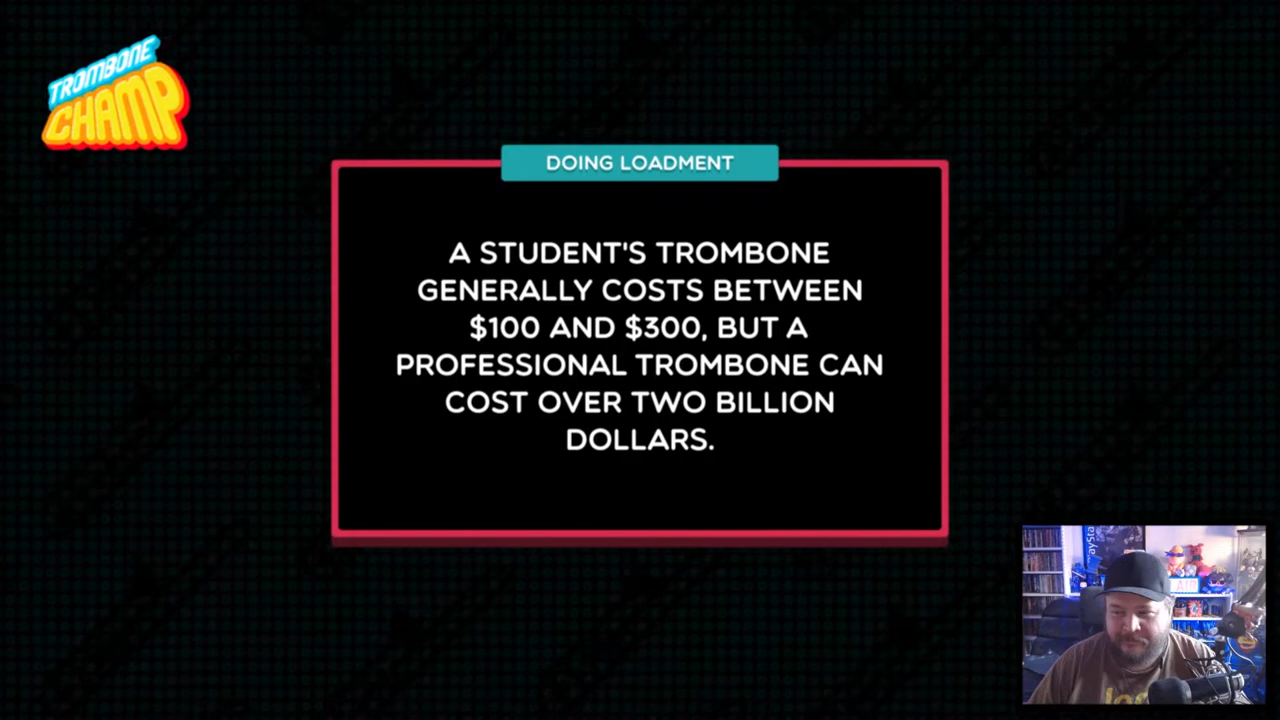 TROMBONE
CHAMP
DOING LOADMENT
A STUDENT'S TROMBONE
GENERALLY COSTS BETWEEN
$100 AND $300, BUT A
PROFESSIONAL TROMBONE CAN
COST OVER TWO BILLION
DOLLARS.
AIR